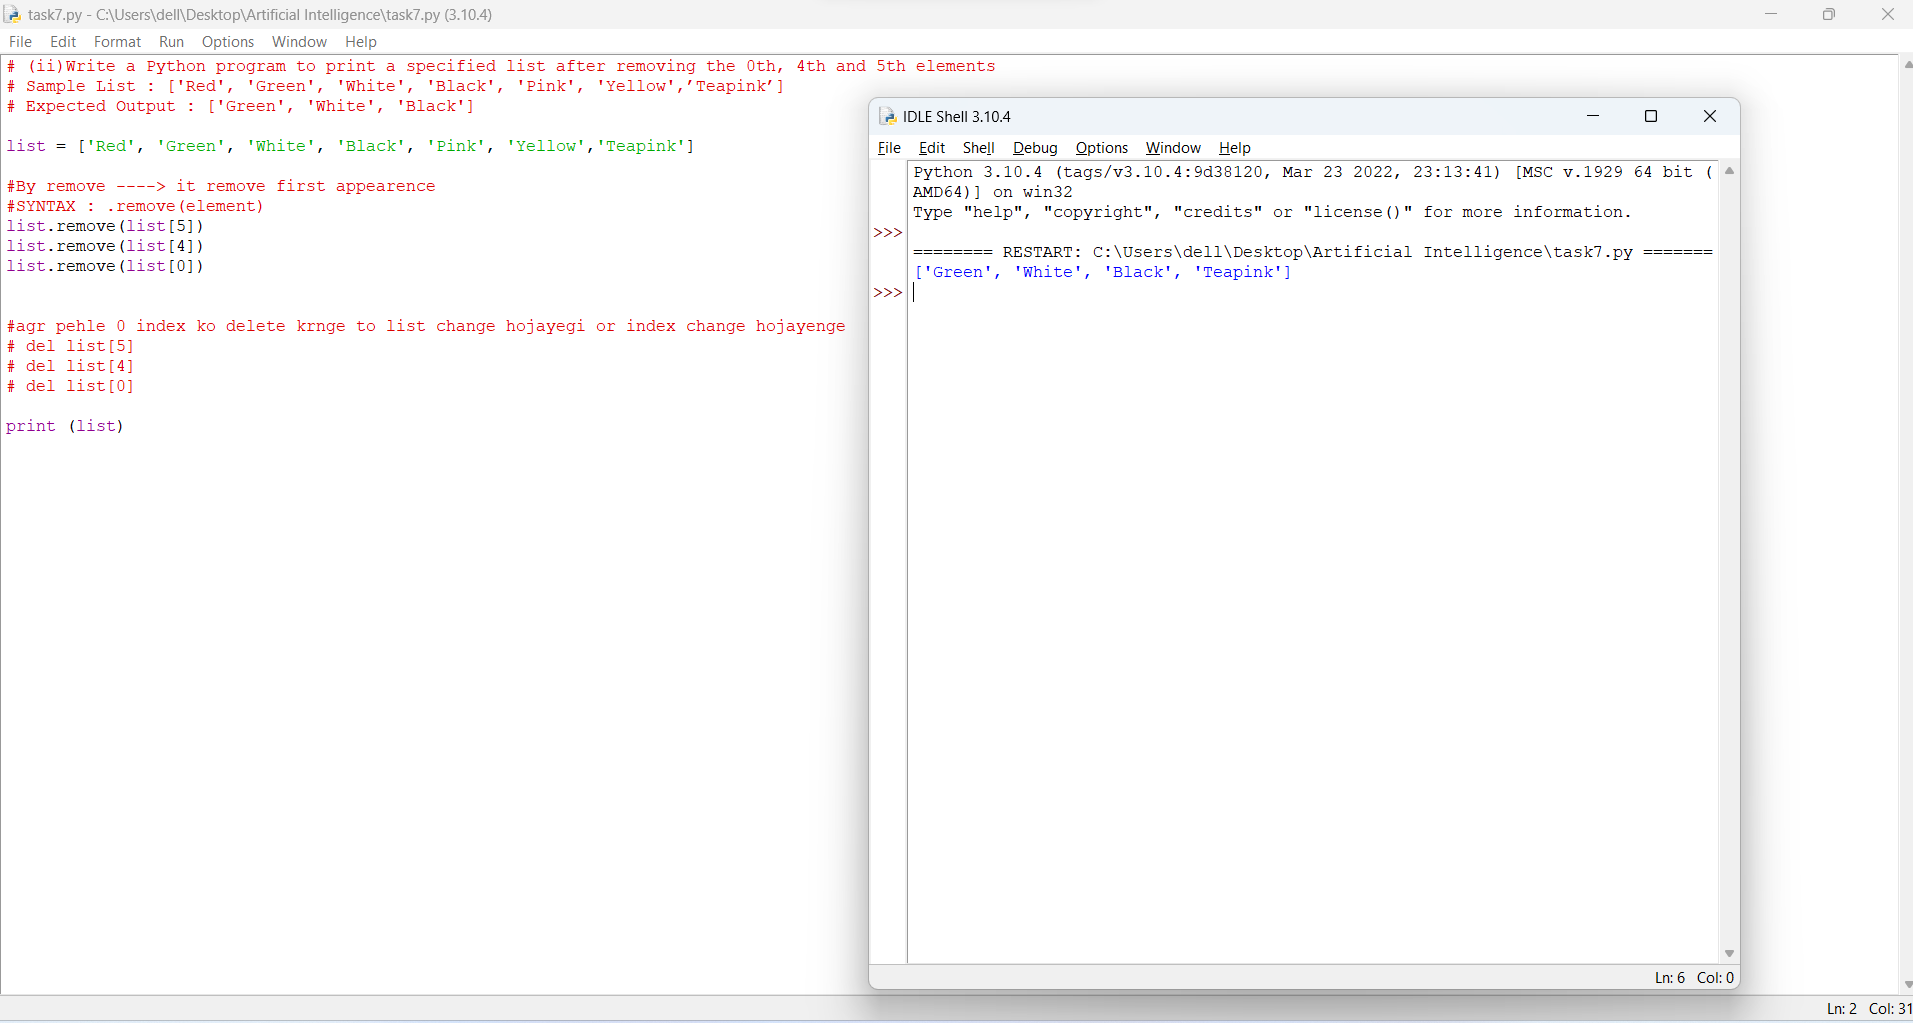 task7.py - C:\Users\dell\Desktop\Artificial Intelligence\task7.py (3.10.4)
File Edit Format Run Options Window Help
# (ii)Write a Python program to print a specified list after removing the 0th, 4th and 5th elements
# Sample List : ['Red', 'Green', 'White', 'Black', 'Pink', 'Yellow',’Teapink’]
# Expected Output : ['Green', 'White', 'Black']
list = ['Red', 'Green', 'White', 'Black', 'Pink', 'Yellow','Teapink']
#By remove ----> it remove first appearence
#SYNTAX : .remove(element)
list.remove(list[5])
list.remove(list[4])
list.remove(list[0])
#agr pehle 0 index ko delete krnge to list change hojayegi or index change hojayenge
# del list[5]
# del list[4]
# del list[0]
print (list)
IDLE Shell 3.10.4
File Edit Shell Debug Options Window Help
Python 3.10.4 (tags/v3.10.4:9d38120, Mar 23 2022, 23:13:41) [MSC v.1929 64 bit (
AMD64)] on win32
Type "help", "copyright", "credits" or "license()" for more information.
>>>
======== RESTART: C:\Users\dell\Desktop\Artificial Intelligence\task7.py =======
['Green', 'White', 'Black', 'Teapink']
>>>
Ln: 6 Col: 0
Ln: 2 Col: 31